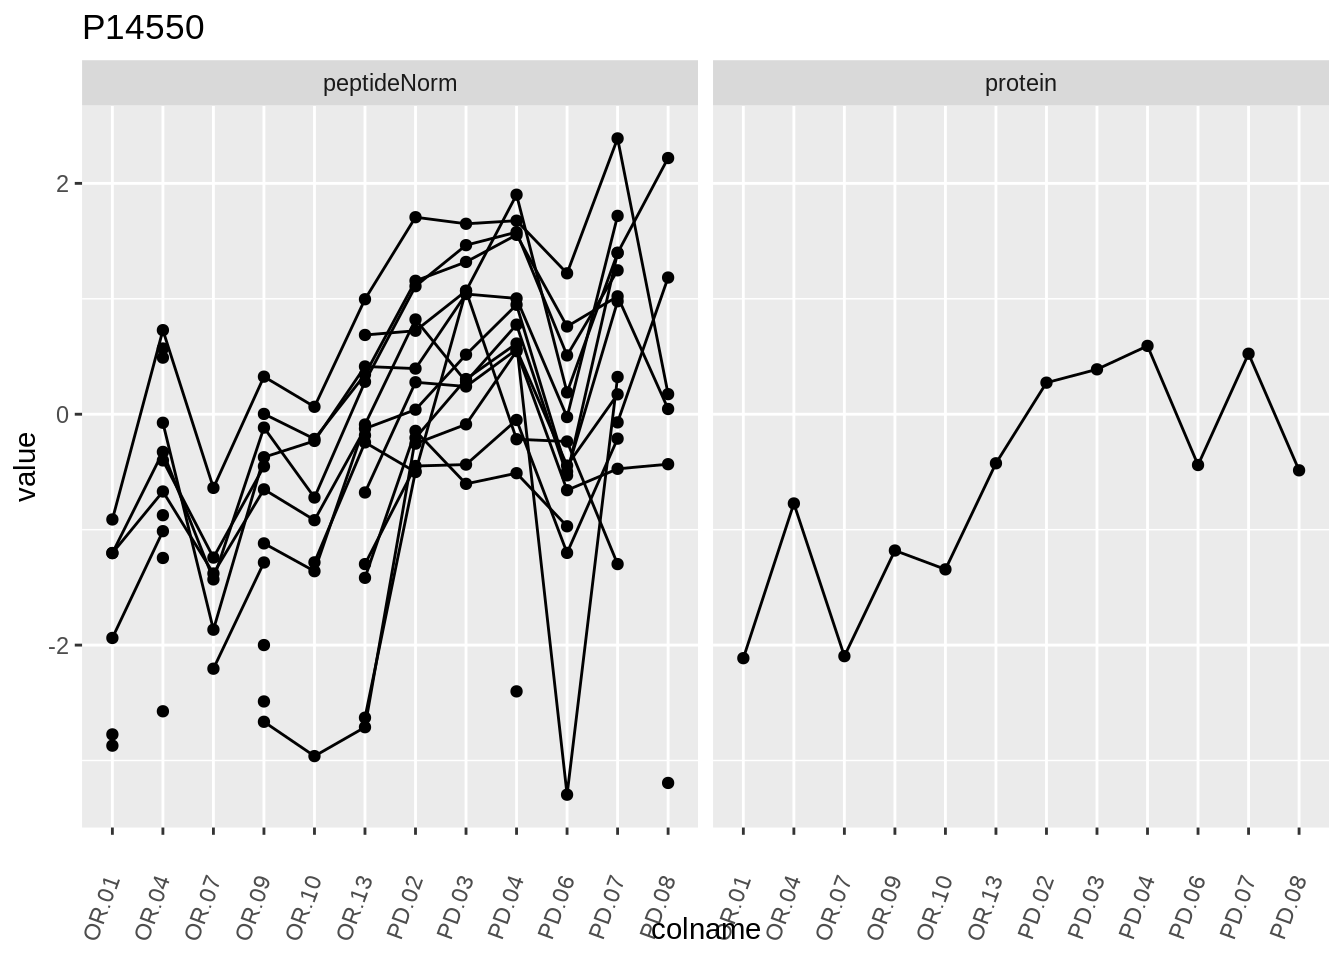 P14550
peptideNorm
protein
value
2
0
-2
OR.01 OR.04 OR.07 OR.09 OR.10 OR.13 PD.02 PD.03 PD.04 PD.06 PD.07 PD.08
OR.01 OR.04 OR.07 OR.09 OR.10 OR.13 PD.02 PD.03 PD.04 PD.06 PD.07 PD.08
colname